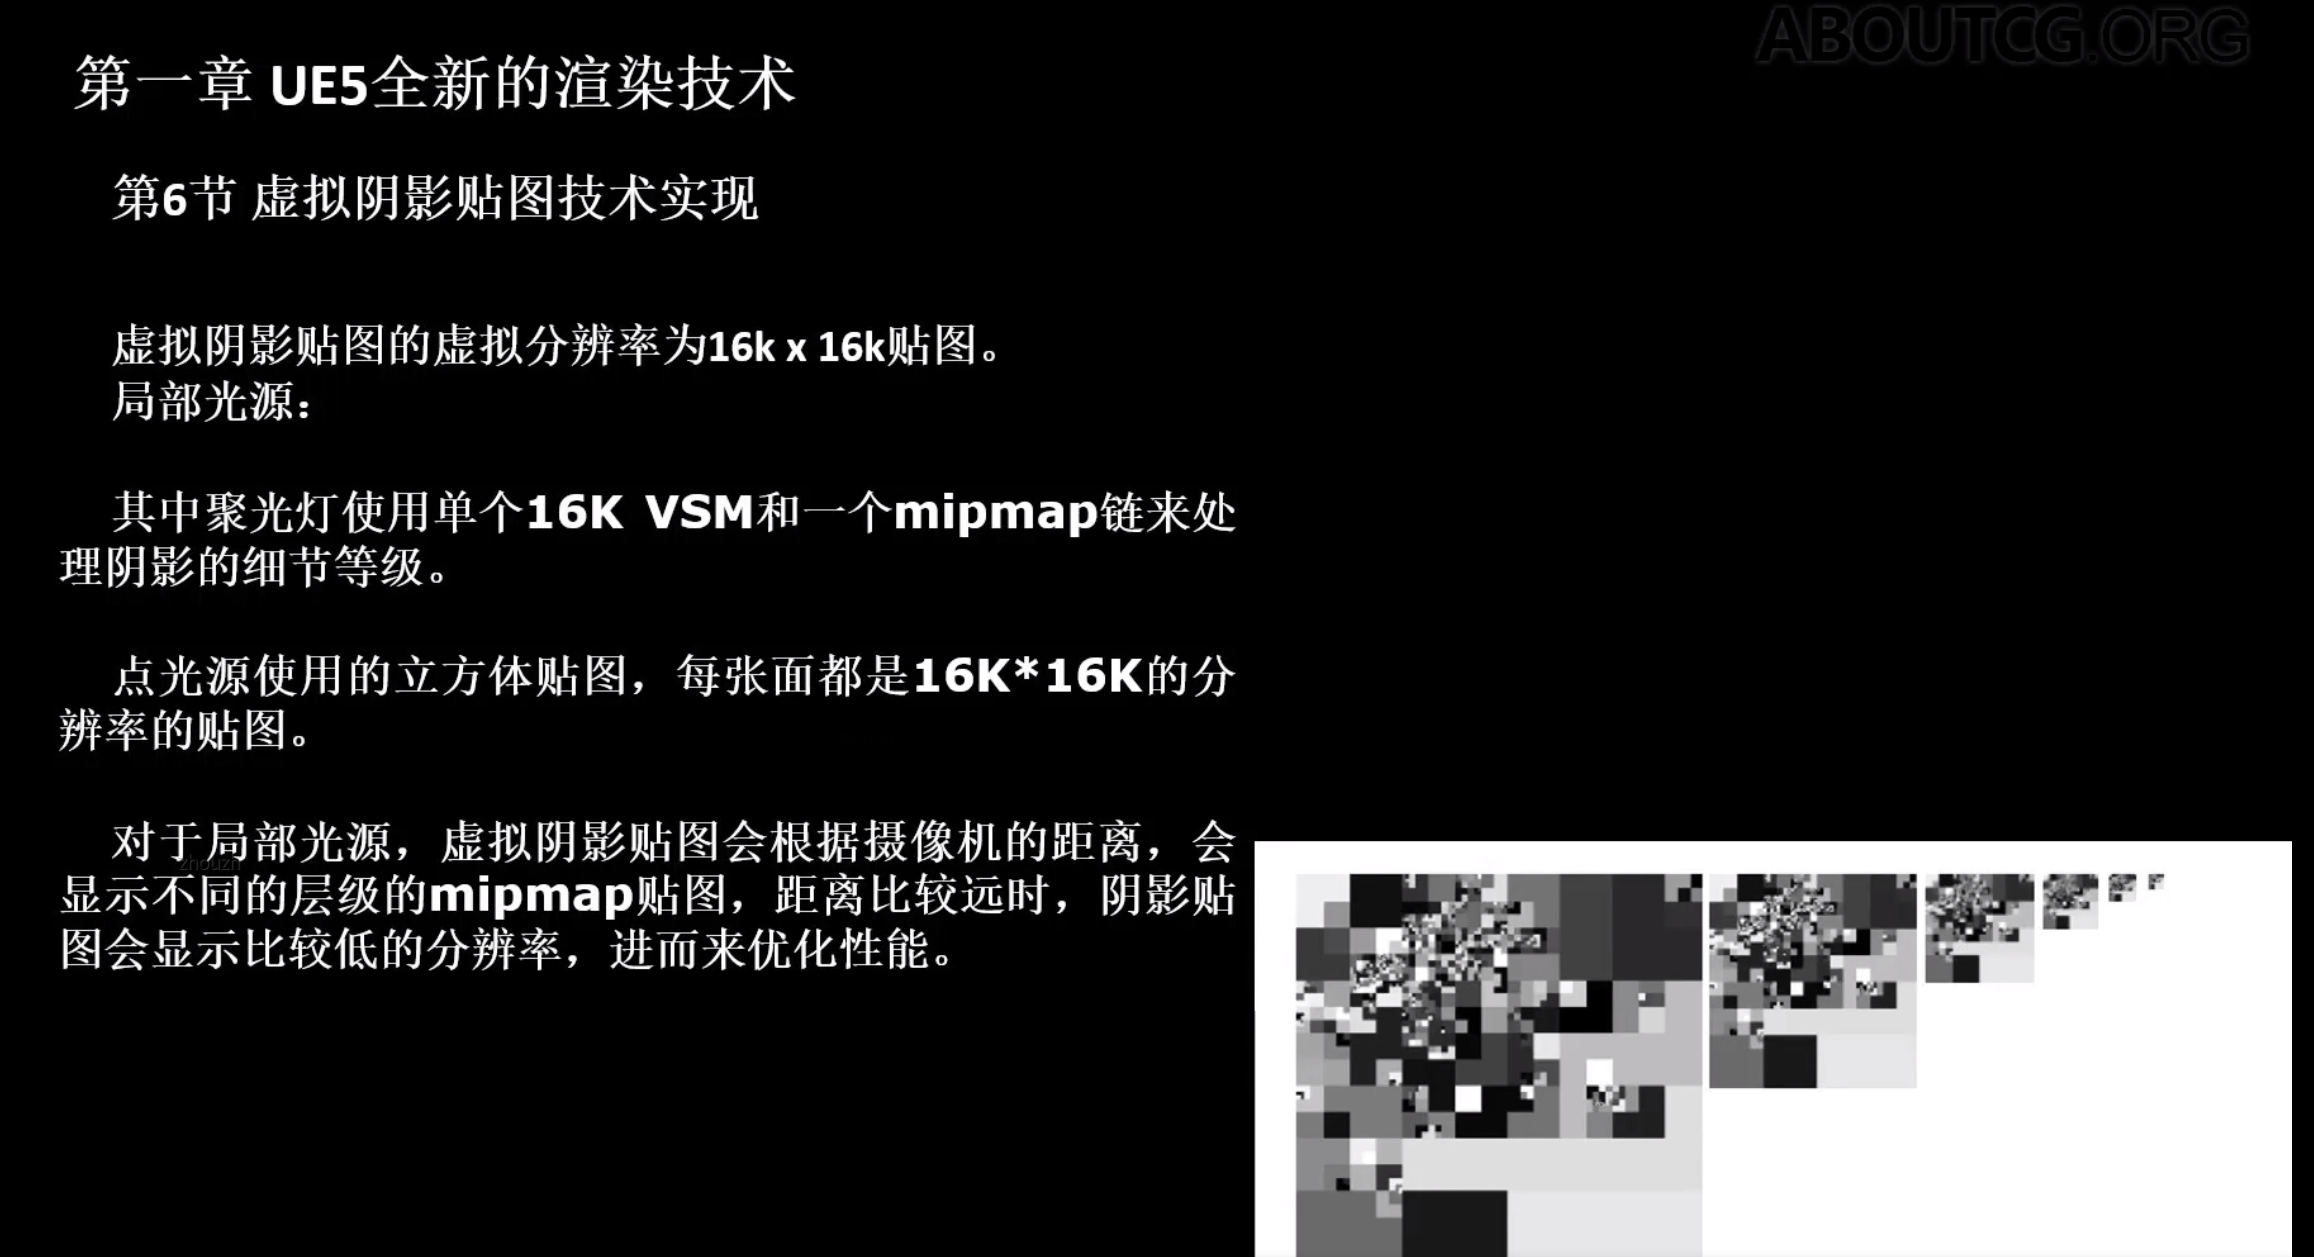 ABOUTCG.ORG
第一章 UE5全新的渲染技术
第6节 虚拟阴影贴图技术实现
虚拟阴影贴图的虚拟分辨率为16k x 16k贴图。
局部光源：
其中聚光灯使用单个16K VSM和一个mipmap链来处
理阴影的细节等级。
点光源使用的立方体贴图，每张面都是16K*16K的分
辨率的贴图。
对于局部光源，虚拟阴影贴图会根据摄像机的距离，会
zhouzh
显示不同的层级的mipmap贴图，距离比较远时，阴影贴
图会显示比较低的分辨率，进而来优化性能。